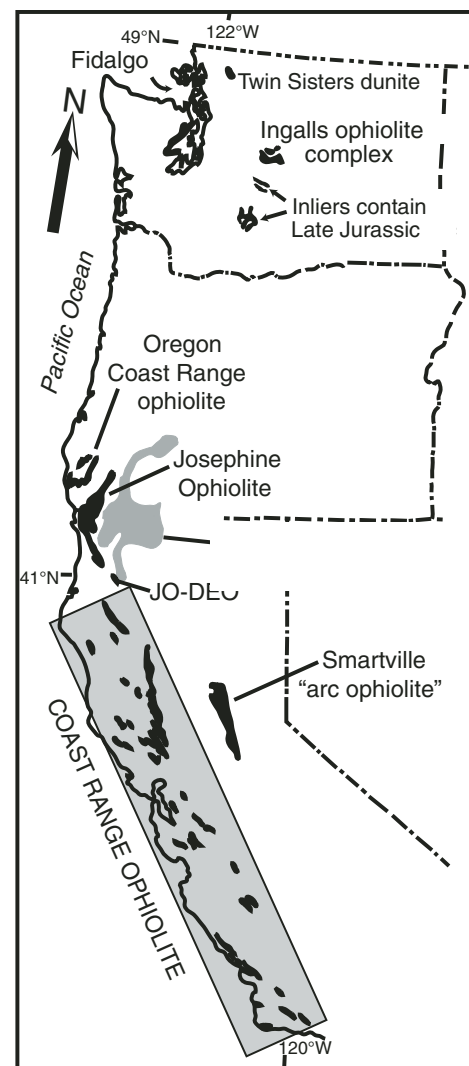 49°N
122°W
Fidalgo
Twin Sisters dunite
N
Ingalls ophiolite
complex
Inliers contain
Late Jurassic
Pacific Ocean
Oregon
Coast Range
ophiolite
Josephine
Ophiolite
41°N
Smartville
“arc ophiolite”
COAST RANGE OPHIOLITE
120°W